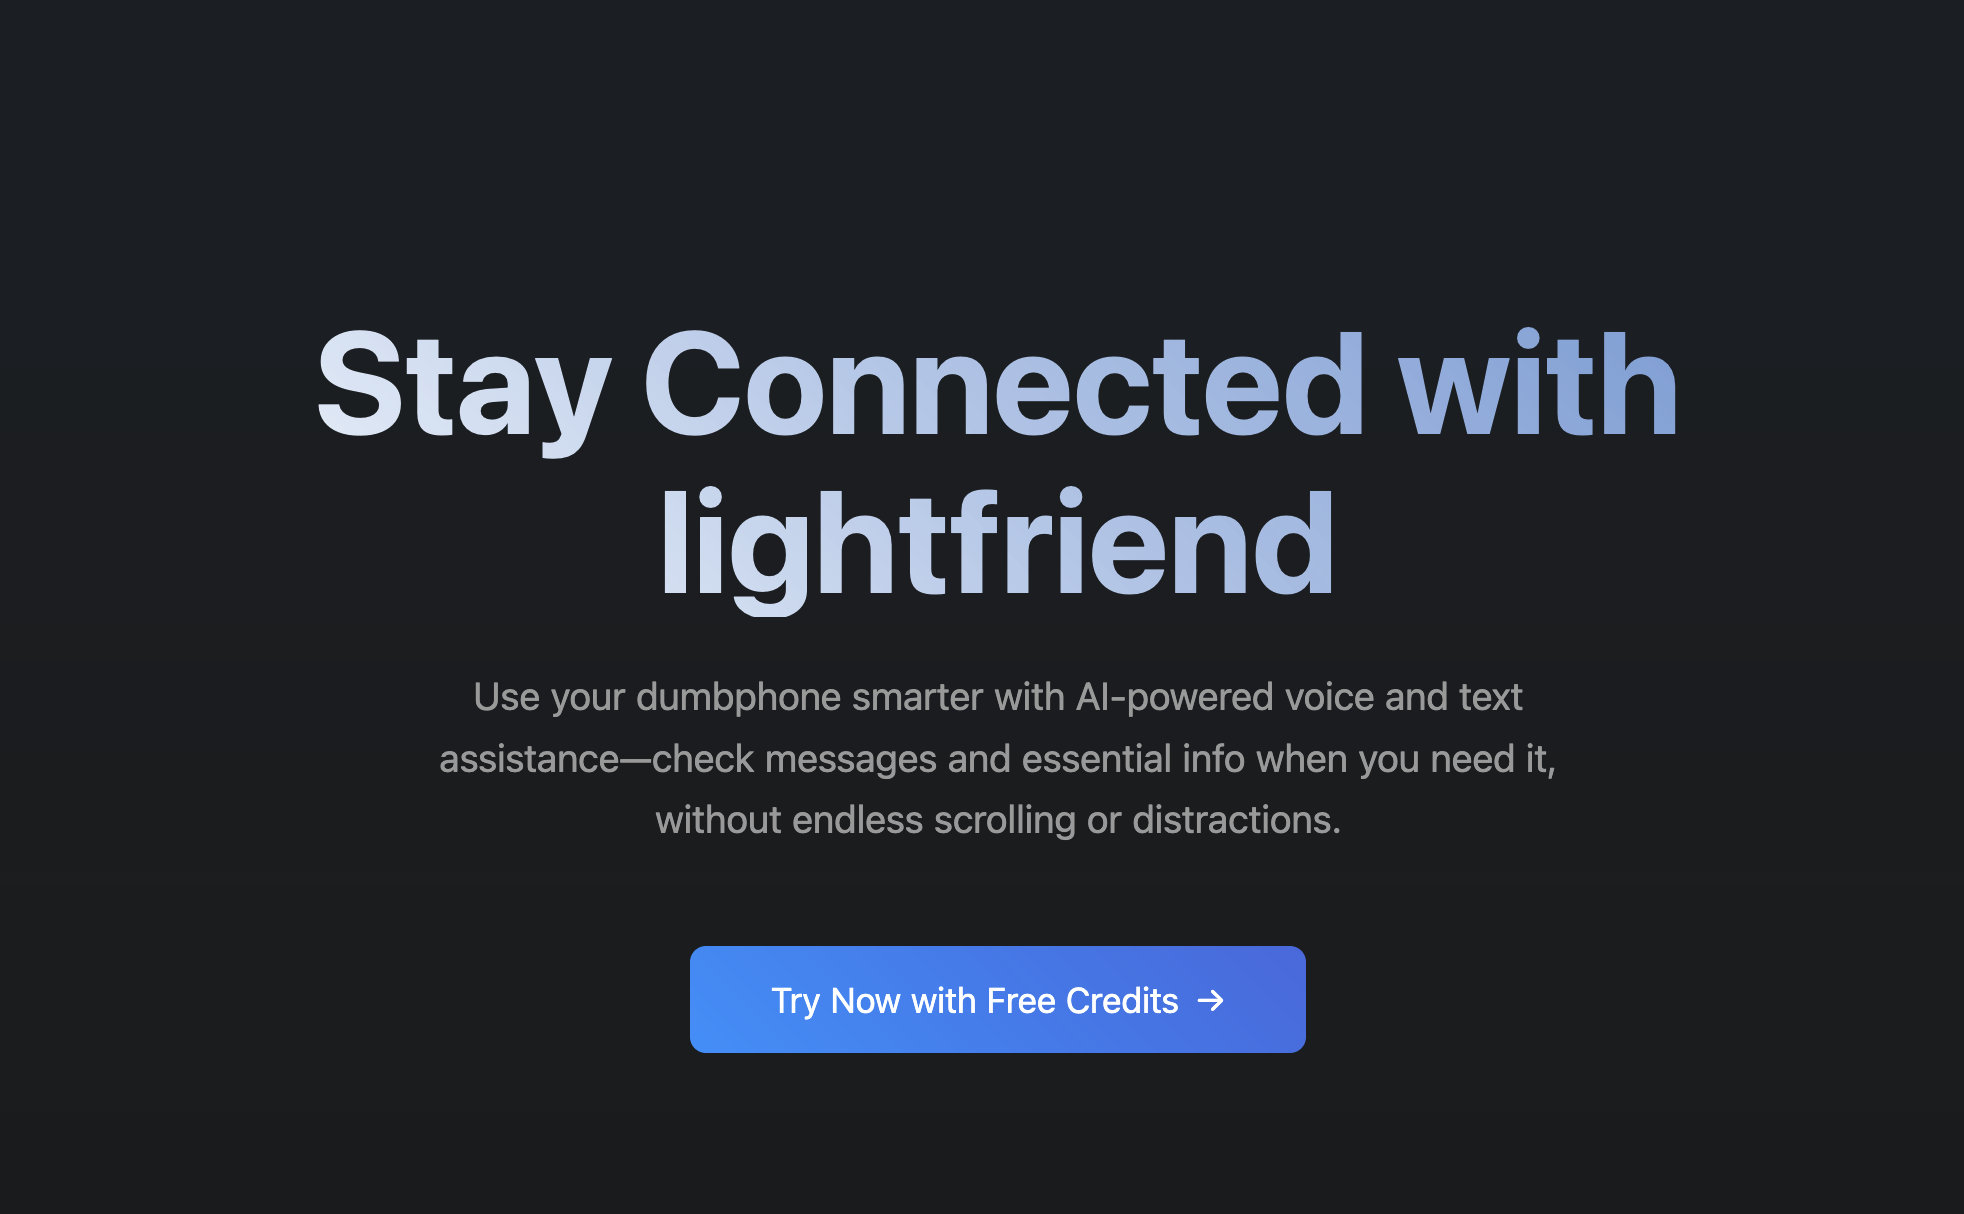 Stay Connected with
lightfriend
Use your dumbphone smarter with AI-powered voice and text
assistance—check messages and essential info when you need it,
without endless scrolling or distractions.
Try Now with Free Credits →